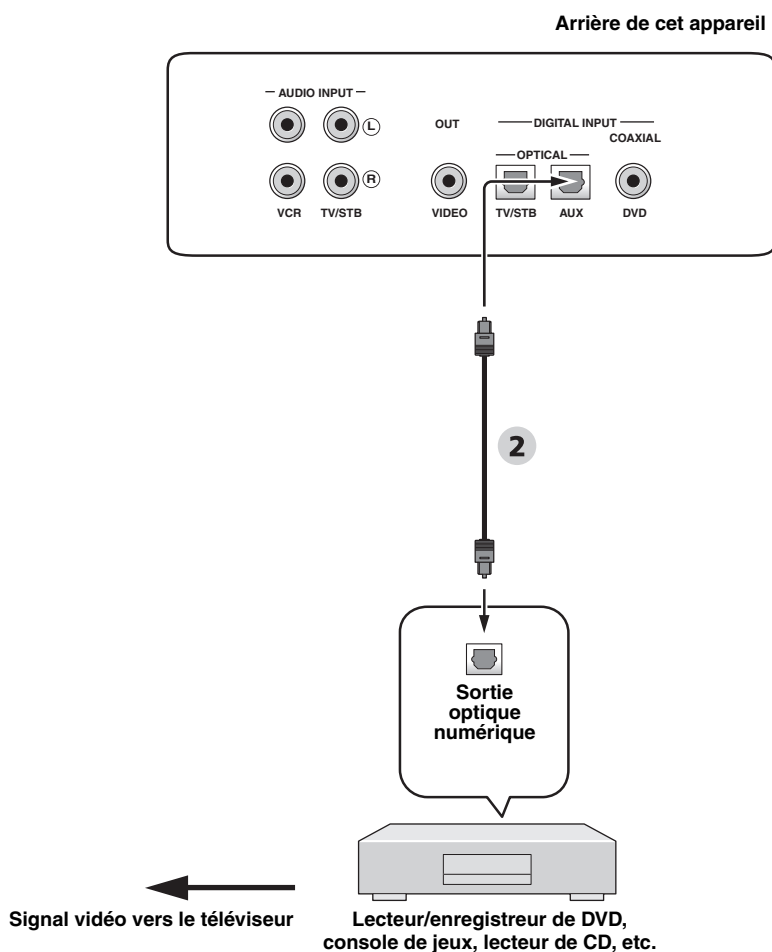 Arrière de cet appareil
AUDIO INPUT
L
OUT
DIGITAL INPUT
COAXIAL
OPTICAL
R
VCR
TV/STB
VIDEO
TV/STB
AUX
DVD
2
Sortie
optique
numérique
Signal vidéo vers le téléviseur
Lecteur/enregistreur de DVD,
console de jeux, lecteur de CD, etc.